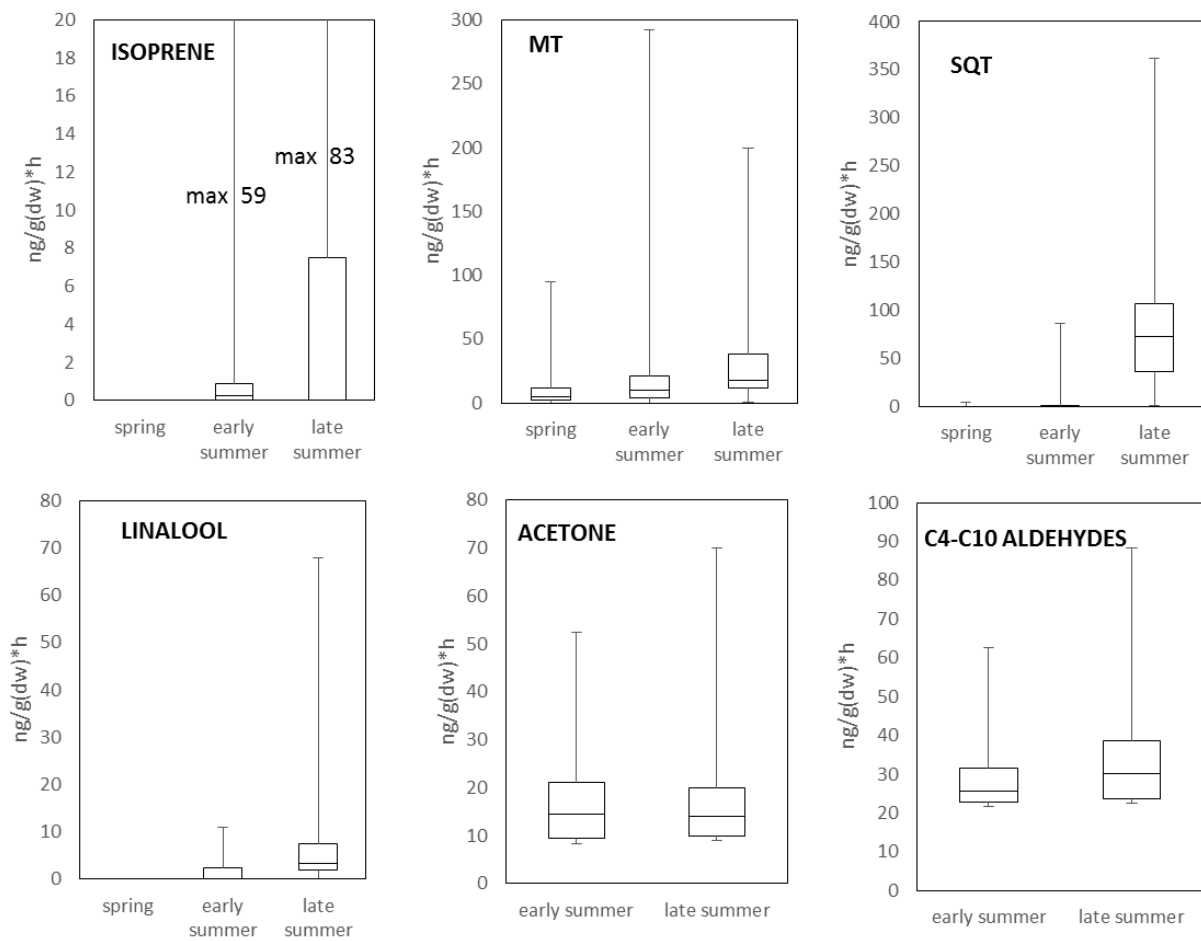 ISOPRENE
ng/g(dw)*h
20
18
16
14
12
10
8
6
4
2
0
max 59
max 83
spring
early
summer
late
summer
MT
ng/g(dw)*h
300
250
200
150
100
50
0
spring
early
summer
late
summer
SQT
ng/g(dw)*h
400
350
300
250
200
150
100
50
0
spring
early
summer
late
summer
LINALOOL
ng/g(dw)*h
80
70
60
50
40
30
20
10
0
spring
early
summer
late
summer
ACETONE
ng/g(dw)*h
80
70
60
50
40
30
20
10
0
early summer
late summer
C4-C10 ALDEHYDES
ng/g(dw)*h
100
90
80
70
60
50
40
30
20
10
0
early summer
late summer